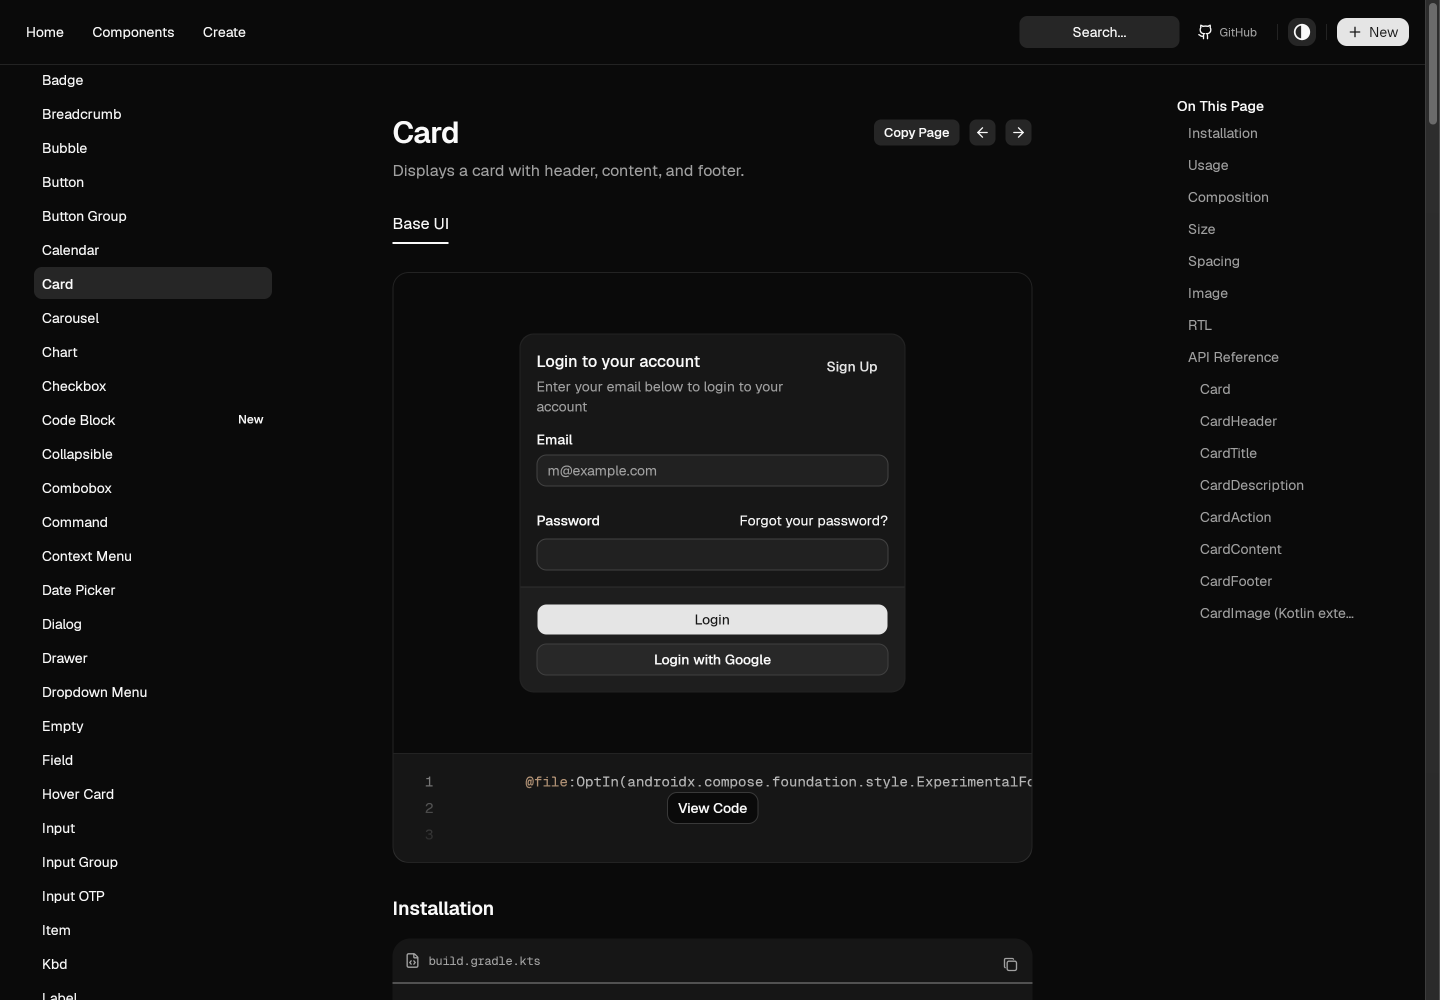 Home
Components
Create
Search...
GitHub
New
Badge
Breadcrumb
Bubble
Button
Button Group
Calendar
Card
Carousel
Chart
Checkbox
Code Block
New
Collapsible
Combobox
Command
Context Menu
Date Picker
Dialog
Drawer
Dropdown Menu
Empty
Field
Hover Card
Input
Input Group
Input OTP
Item
Kbd
Label
Card
Copy Page
Displays a card with header, content, and footer.
Base UI
Login to your account
Sign Up
Enter your email below to login to your
account
Email
m@example.com
Password
Forgot your password?
Login
Login with Google
1
@file:OptIn(androidx.compose.foundation.style.ExperimentalFo
2
View Code
3
Installation
build.gradle.kts
On This Page
Installation
Usage
Composition
Size
Spacing
Image
RTL
API Reference
Card
CardHeader
CardTitle
CardDescription
CardAction
CardContent
CardFooter
CardImage (Kotlin exte...